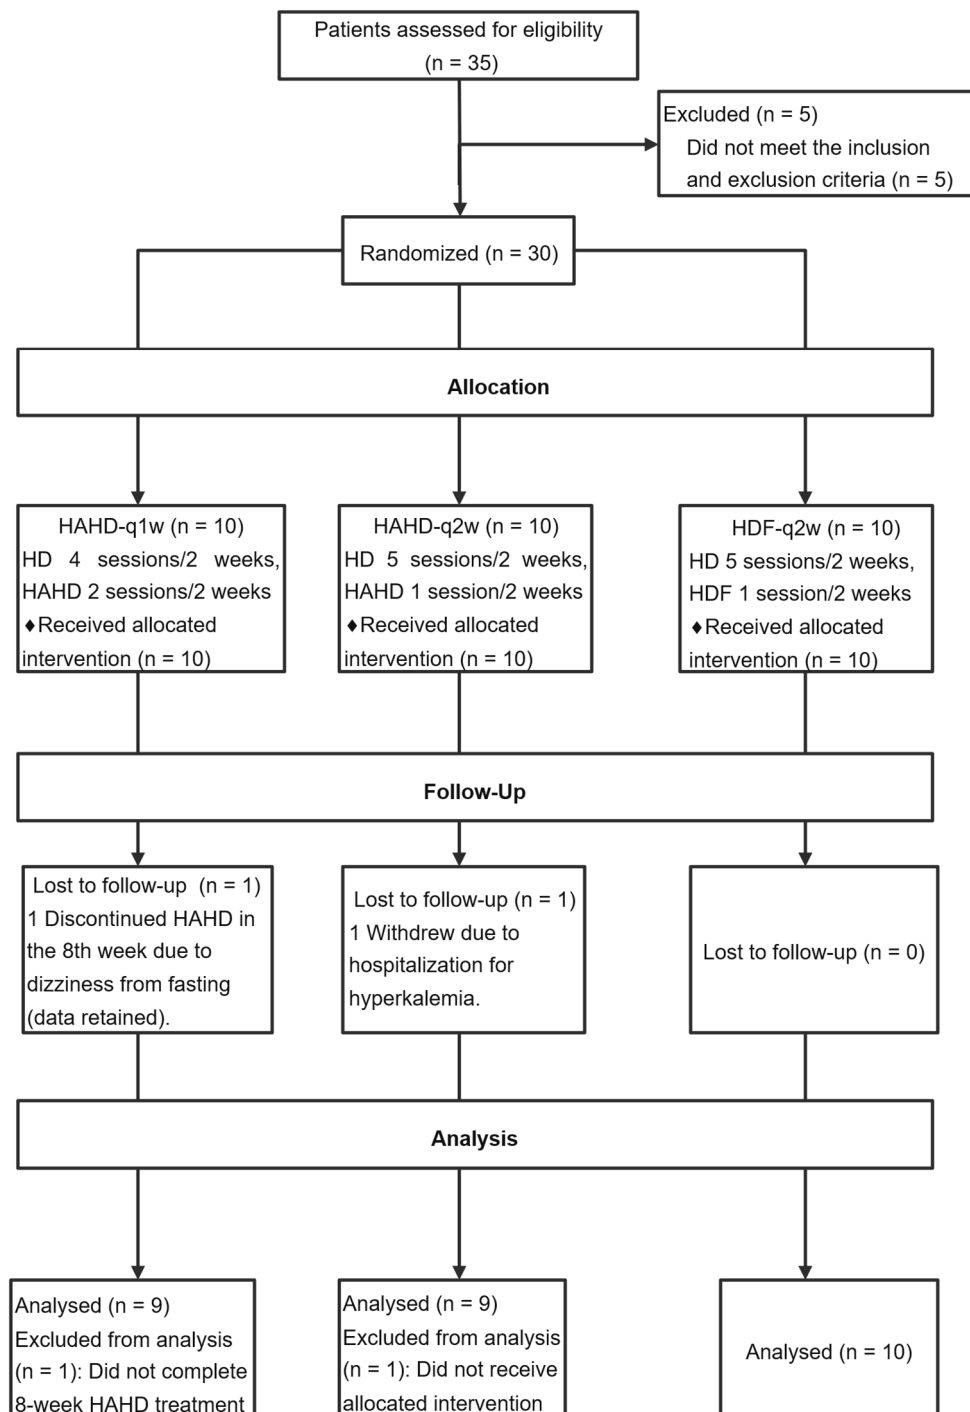 Patients assessed for eligibility
(n = 35)
Excluded (n = 5)
Did not meet the inclusion
and exclusion criteria (n = 5)
Randomized (n = 30)
Allocation
HAHD-q1w (n = 10)
HD 4 sessions/2 weeks,
HAHD 2 sessions/2 weeks
♦Received allocated
intervention (n = 10)
HAHD-q2w (n = 10)
HD 5 sessions/2 weeks,
HAHD 1 session/2 weeks
♦Received allocated
intervention (n = 10)
HDF-q2w (n = 10)
HD 5 sessions/2 weeks,
HDF 1 session/2 weeks
♦Received allocated
intervention (n = 10)
Follow-Up
Lost to follow-up (n = 1)
1 Discontinued HAHD in
the 8th week due to
dizziness from fasting
(data retained).
Lost to follow-up (n = 1)
1 Withdrew due to
hospitalization for
hyperkalemia.
Lost to follow-up (n = 0)
Analysis
Analysed (n = 9)
Excluded from analysis
(n = 1): Did not complete
8-week HAHD treatment
Analysed (n = 9)
Excluded from analysis
(n = 1): Did not receive
allocated intervention
Analysed (n = 10)